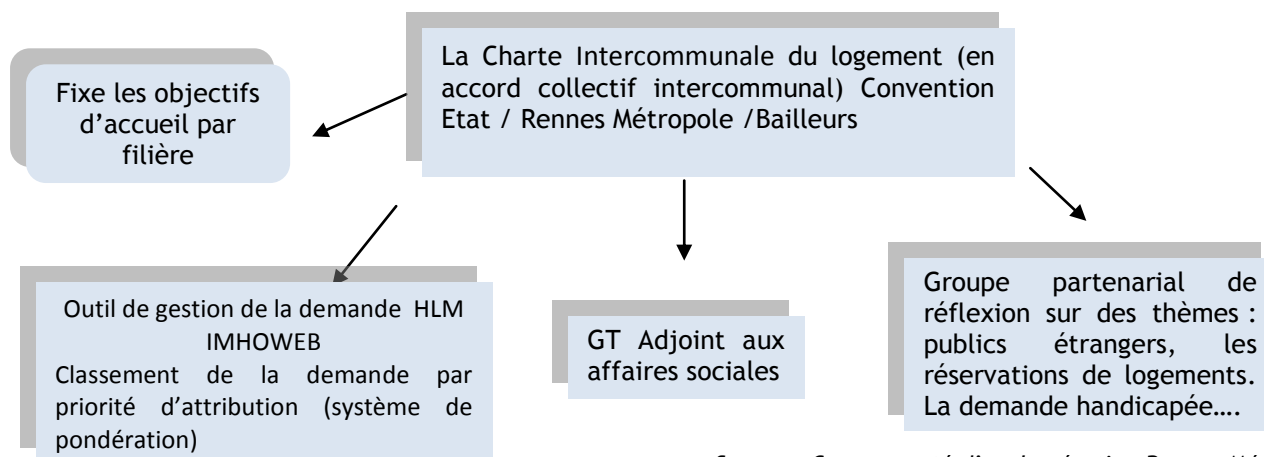 La Charte Intercommunale du logement (en
accord collectif intercommunal) Convention
Etat / Rennes Métropole /Bailleurs
Fixe les objectifs
d’accueil par
filière
Outil de gestion de la demande HLM
IMHOWEB
Classement de la demande par
priorité d’attribution (système de
pondération)
GT Adjoint aux
affaires sociales
Groupe partenarial de
réflexion sur des thèmes :
publics étrangers, les
réservations de logements.
La demande handicapée….